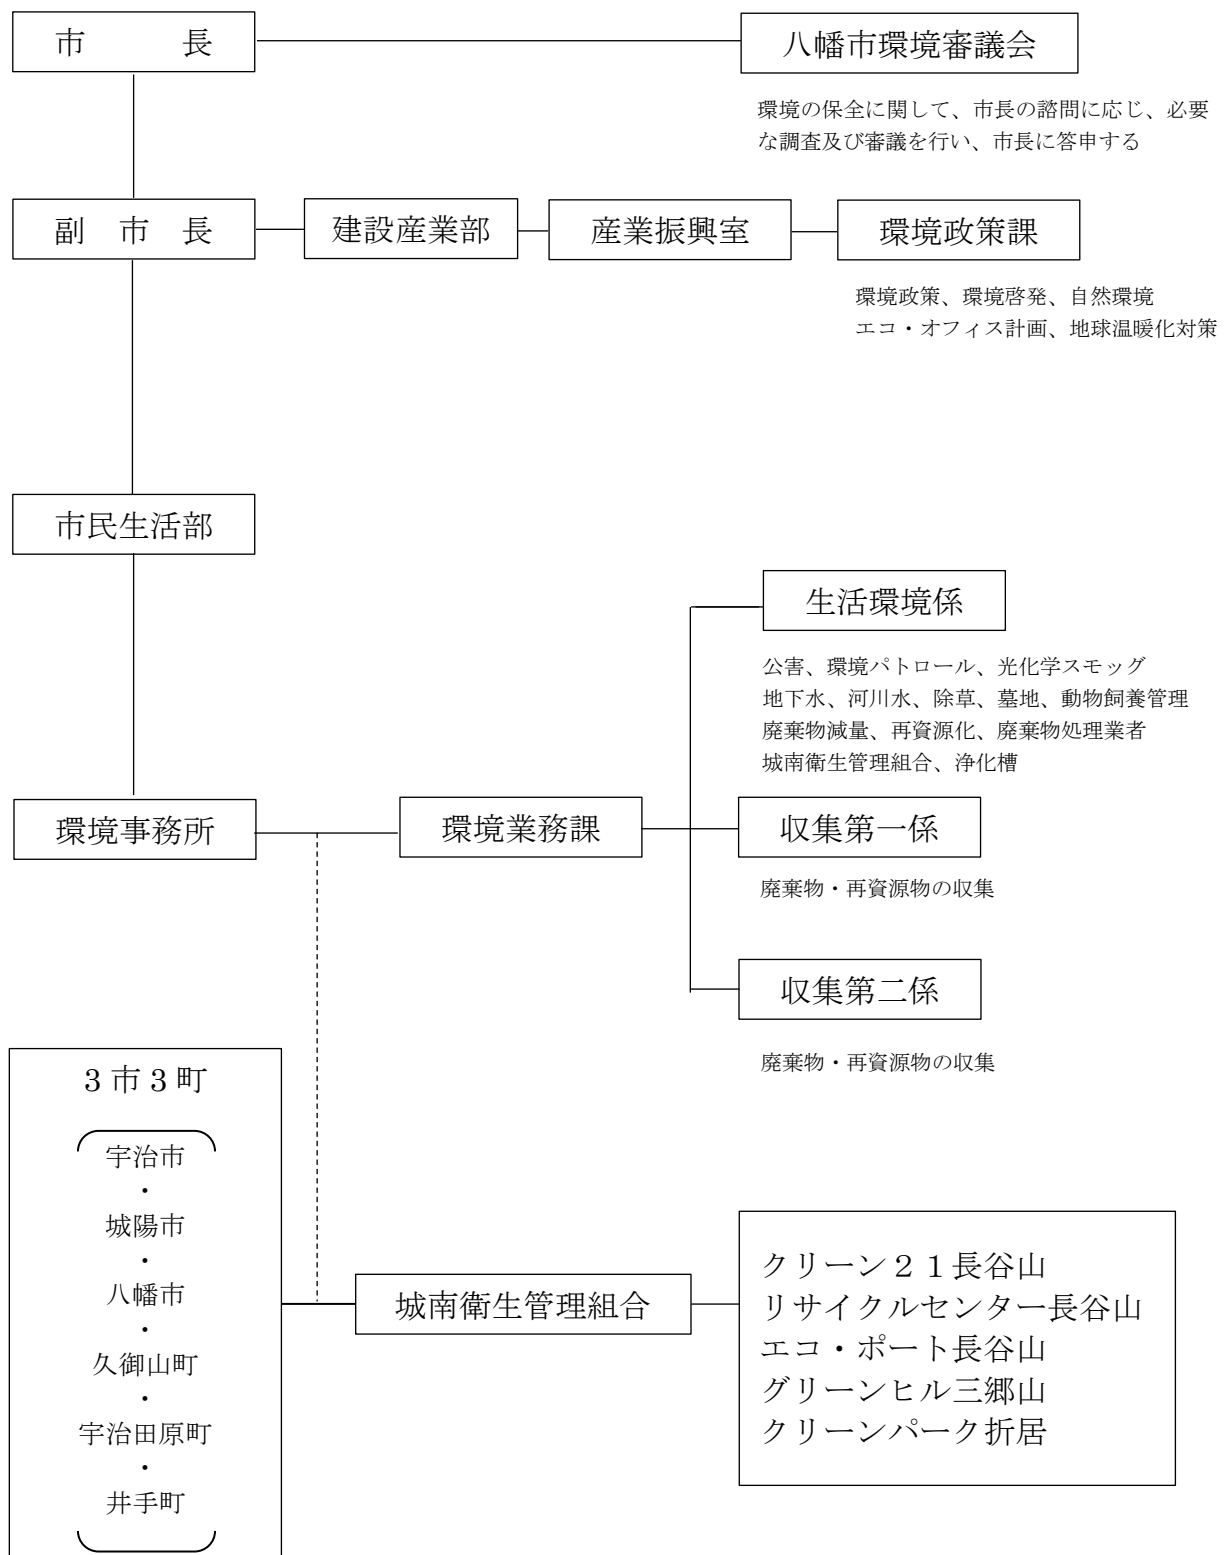 市　長
八幡市環境審議会
環境の保全に関して、市長の諮問に応じ、必要
な調査及び審議を行い、市長に答申する
副　市　長
建設産業部
産業振興室
環境政策課
環境政策、環境啓発、自然環境
エコ・オフィス計画、地球温暖化対策
市民生活部
生活環境係
公害、環境パトロール、光化学スモッグ
地下水、河川水、除草、墓地、動物飼養管理
廃棄物減量、再資源化、廃棄物処理業者
城南衛生管理組合、浄化槽
環境事務所
環境業務課
収集第一係
廃棄物・再資源物の収集
収集第二係
廃棄物・再資源物の収集
３市３町
宇治市
・
城陽市
・
八幡市
・
久御山町
・
宇治田原町
・
井手町
城南衛生管理組合
クリーン２１長谷山
リサイクルセンター長谷山
エコ・ポート長谷山
グリーンヒル三郷山
クリーンパーク折居